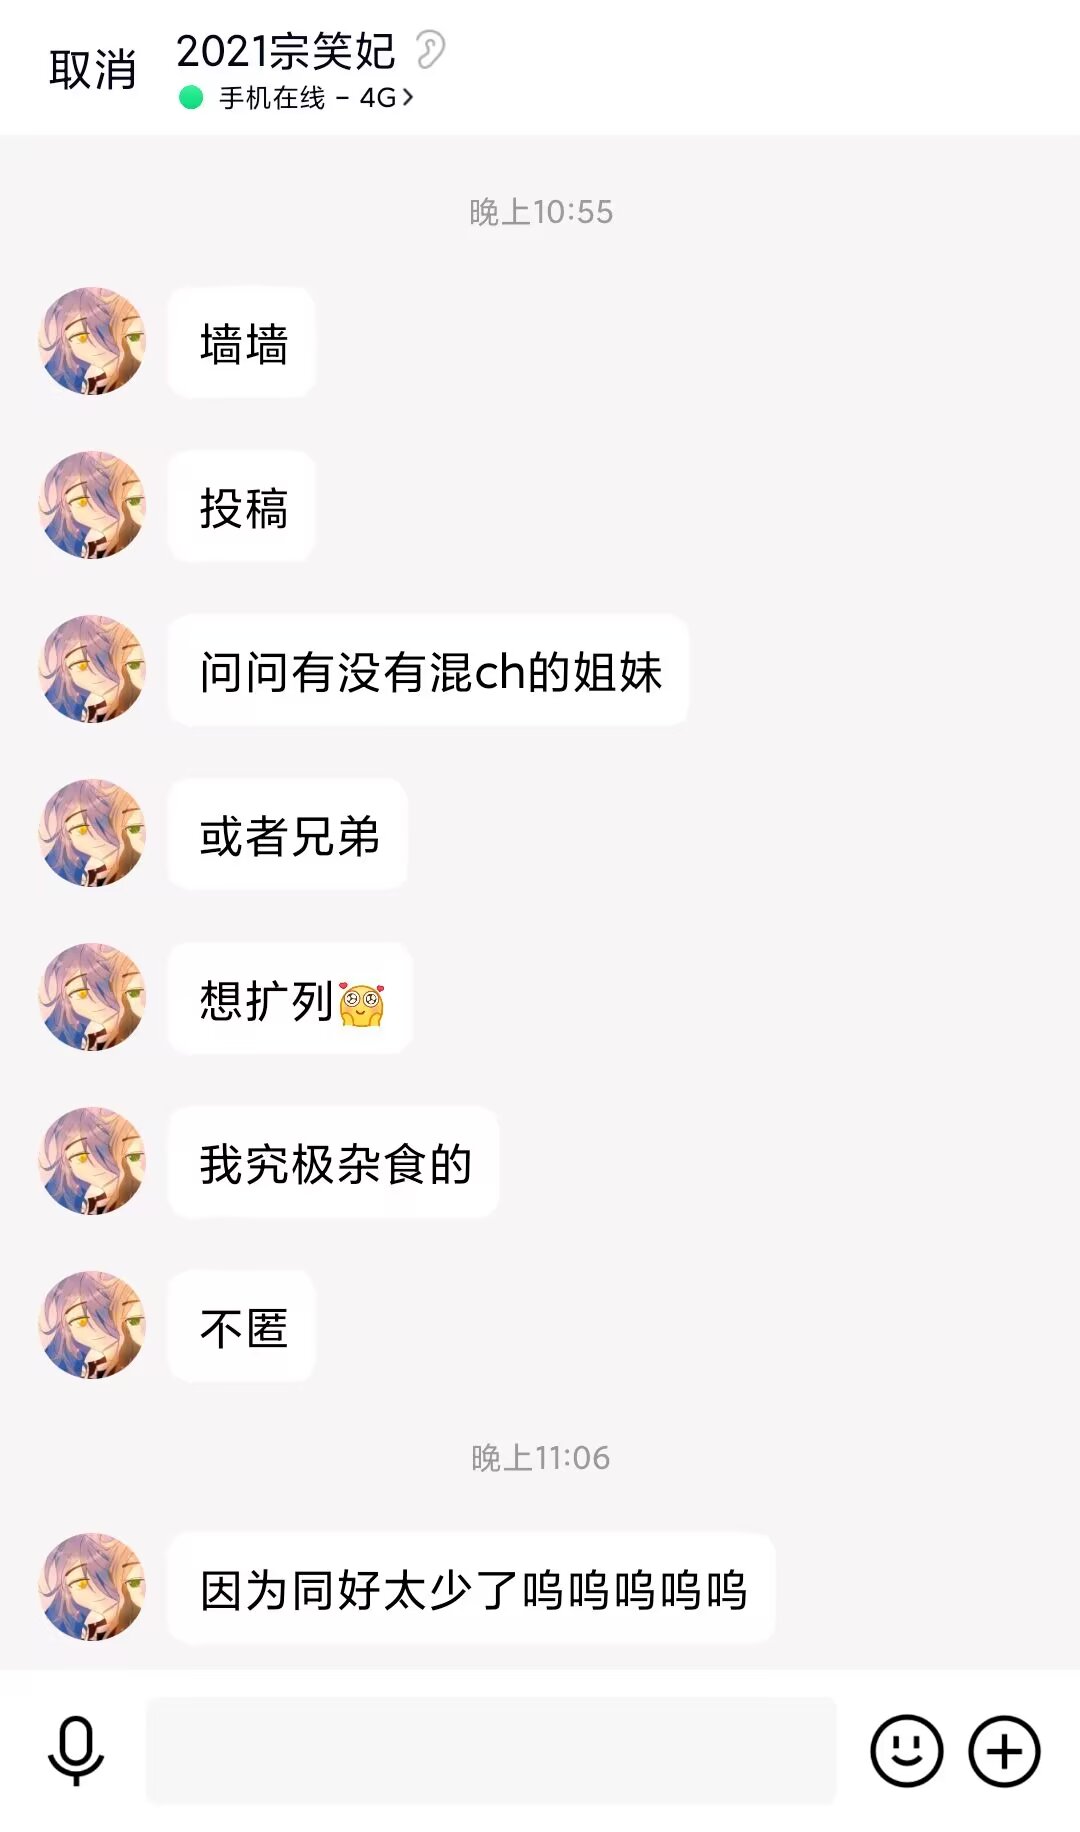 取消
2021宗笑妃
手机在线 - 4G>
晚上10:55
墙墙
投稿
问问有没有混ch的姐妹
或者兄弟
想扩列
我究极杂食的
不匿
晚上11:06
因为同好太少了呜呜呜呜呜